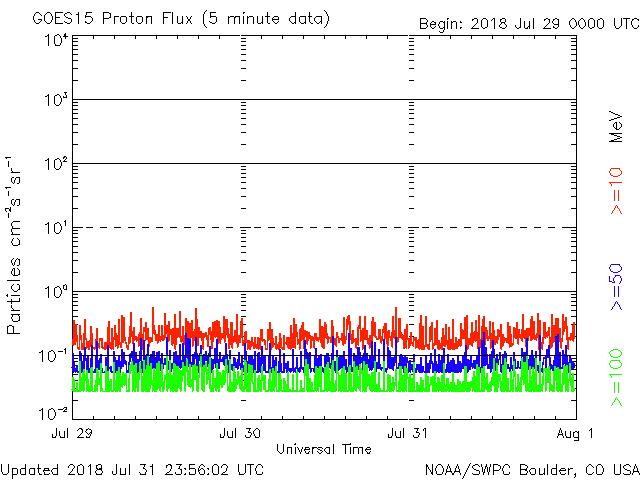 GOES15 Proton Flux (5 minute data)
Begin: 2018 Jul 29 0000 UTC
Particles cm⁻²s⁻¹sr⁻¹
10⁴
10³
10²
10¹
10⁰
10⁻¹
10⁻²
Jul 29
Jul 30
Jul 31
Aug 1
Universal Time
MeV
>=10
>=50
>=100
Updated 2018 Jul 31 23:56:02 UTC
NOAA/SWPC Boulder, CO USA